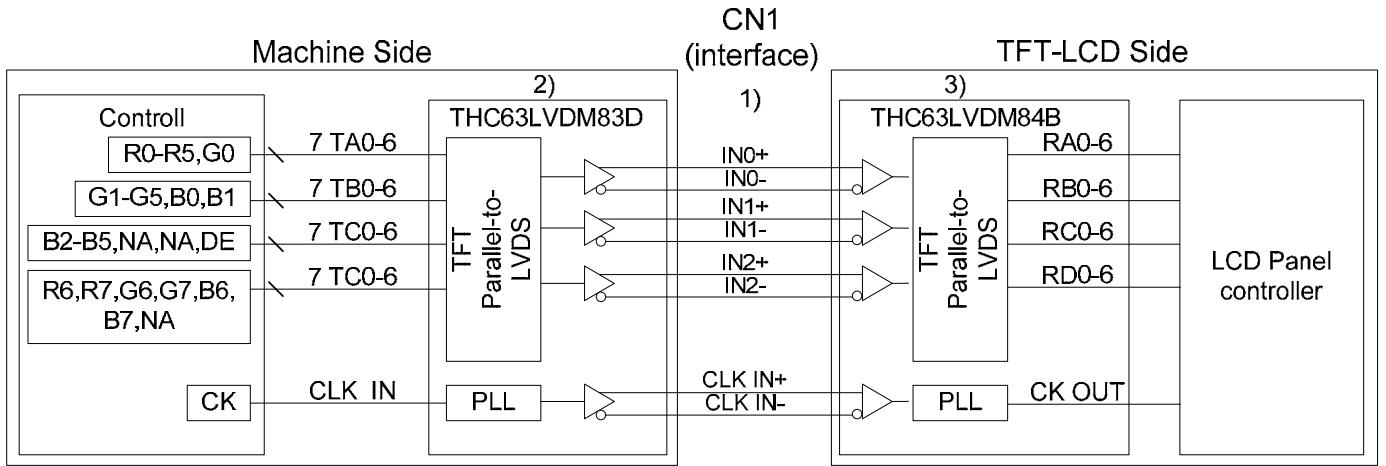 CN1
(interface)
Machine Side
TFT-LCD Side
2)
1)
3)
Controll
THC63LVDM83D
THC63LVDM84B
R0-R5,G0
7 TA0-6
IN0+
IN0-
RA0-6
G1-G5,B0,B1
7 TB0-6
IN1+
IN1-
RB0-6
B2-B5,NA,NA,DE
7 TC0-6
IN2+
IN2-
RC0-6
R6,R7,G6,G7,B6,
B7,NA
7 TC0-6
RD0-6
TFT
Parallel-to-
LVDS
TFT
Parallel-to-
LVDS
LCD Panel
controller
CK
CLK IN
PLL
CLK IN+
CLK IN-
PLL
CK OUT